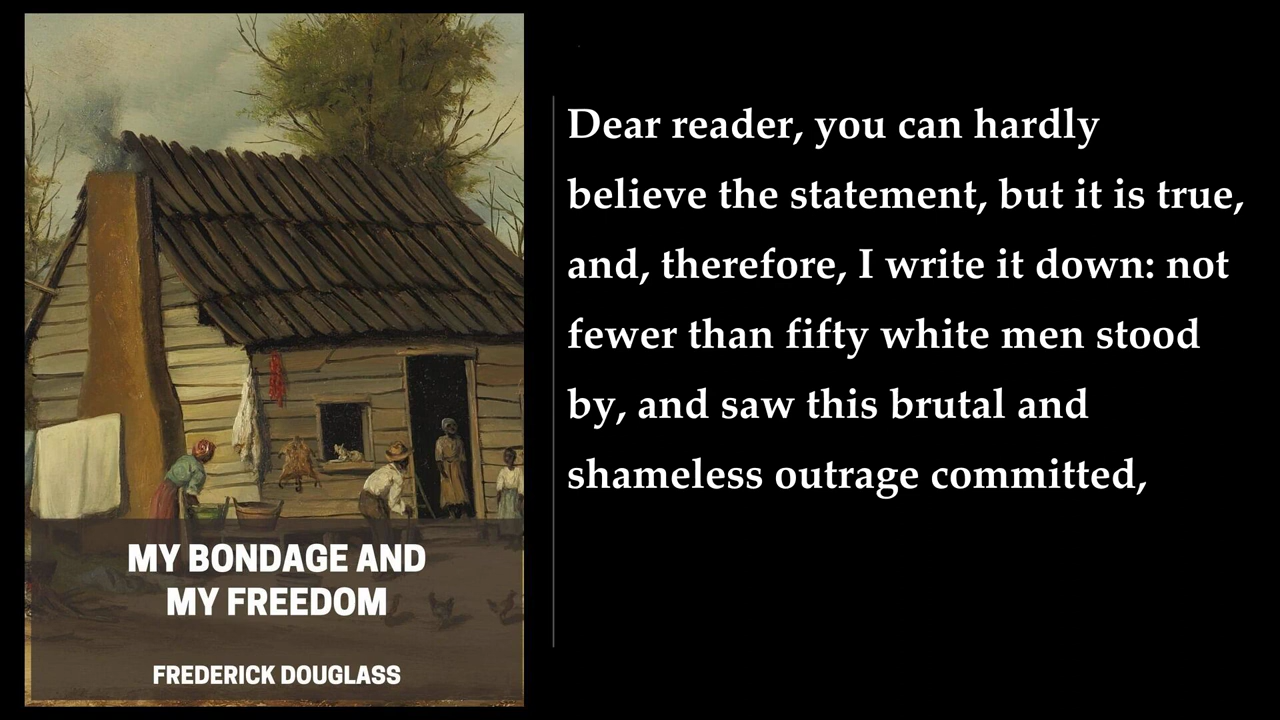 MY BONDAGE AND
MY FREEDOM
FREDERICK DOUGLASS
Dear reader, you can hardly
believe the statement, but it is true,
and, therefore, I write it down: not
fewer than fifty white men stood
by, and saw this brutal and
shameless outrage committed,